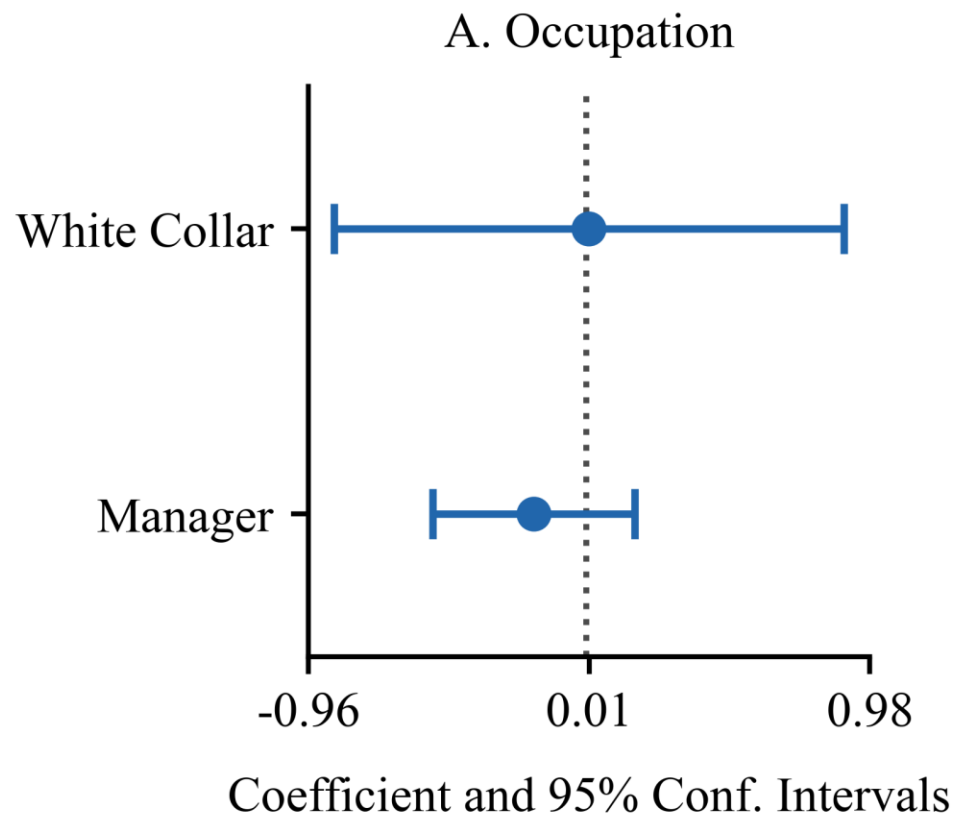 A. Occupation
White Collar
Manager
-0.96 0.01 0.98
Coefficient and 95% Conf. Intervals